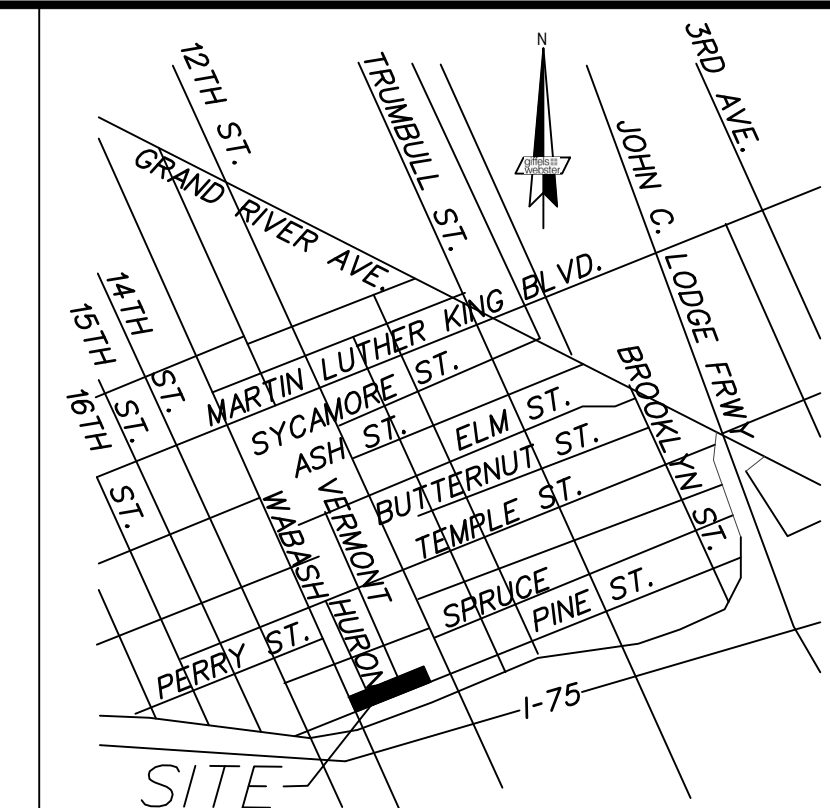 12TH ST.
TRUMBULL ST.
N
giffels
webster
JOHN C. LODGE FRWY
3RD AVE.
GRAND RIVER AVE.
14TH ST.
15TH ST.
16TH ST.
MARTIN LUTHER KING BLVD.
SYCAMORE ST.
ASH ST.
ELM ST.
BUTTERNUT ST.
TEMPLE ST.
BROOKLYN ST.
WABASH
VERMONT
HURON
SPRUCE
PINE ST.
PERRY ST.
I-75
SITE